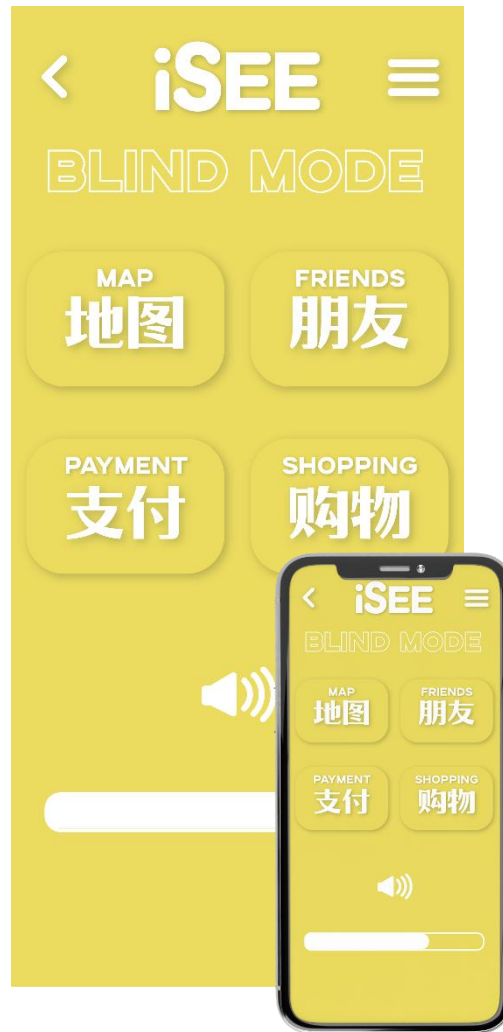 iSEE
BLIND MODE
MAP FRIENDS
地图 朋友
PAYMENT SHOPPING
支付 购物
iSEE
BLIND MODE
MAP FRIENDS
地图 朋友
PAYMENT SHOPPING
支付 购物